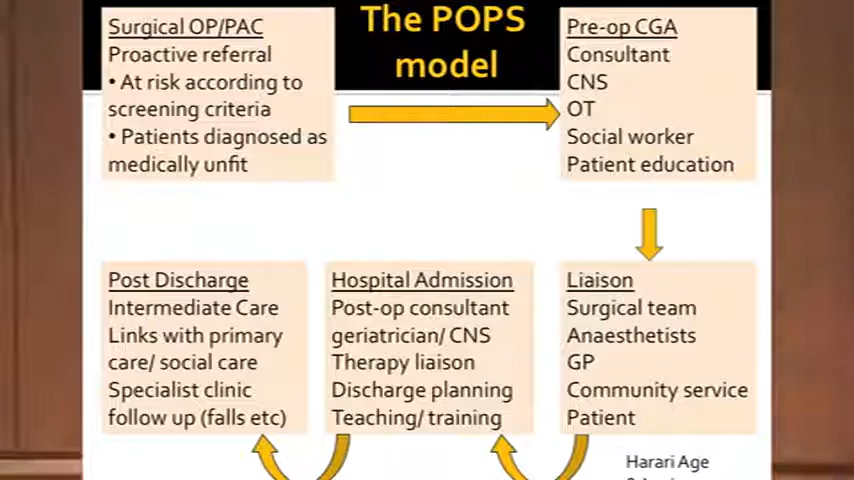 The POPS
model
Surgical OP/PAC
Proactive referral
• At risk according to
screening criteria
• Patients diagnosed as
medically unfit
Pre-op CGA
Consultant
CNS
OT
Social worker
Patient education
Post Discharge
Intermediate Care
Links with primary
care/ social care
Specialist clinic
follow up (falls etc)
Hospital Admission
Post-op consultant
geriatrician/ CNS
Therapy liaison
Discharge planning
Teaching/ training
Liaison
Surgical team
Anaesthetists
GP
Community service
Patient
Harari Age